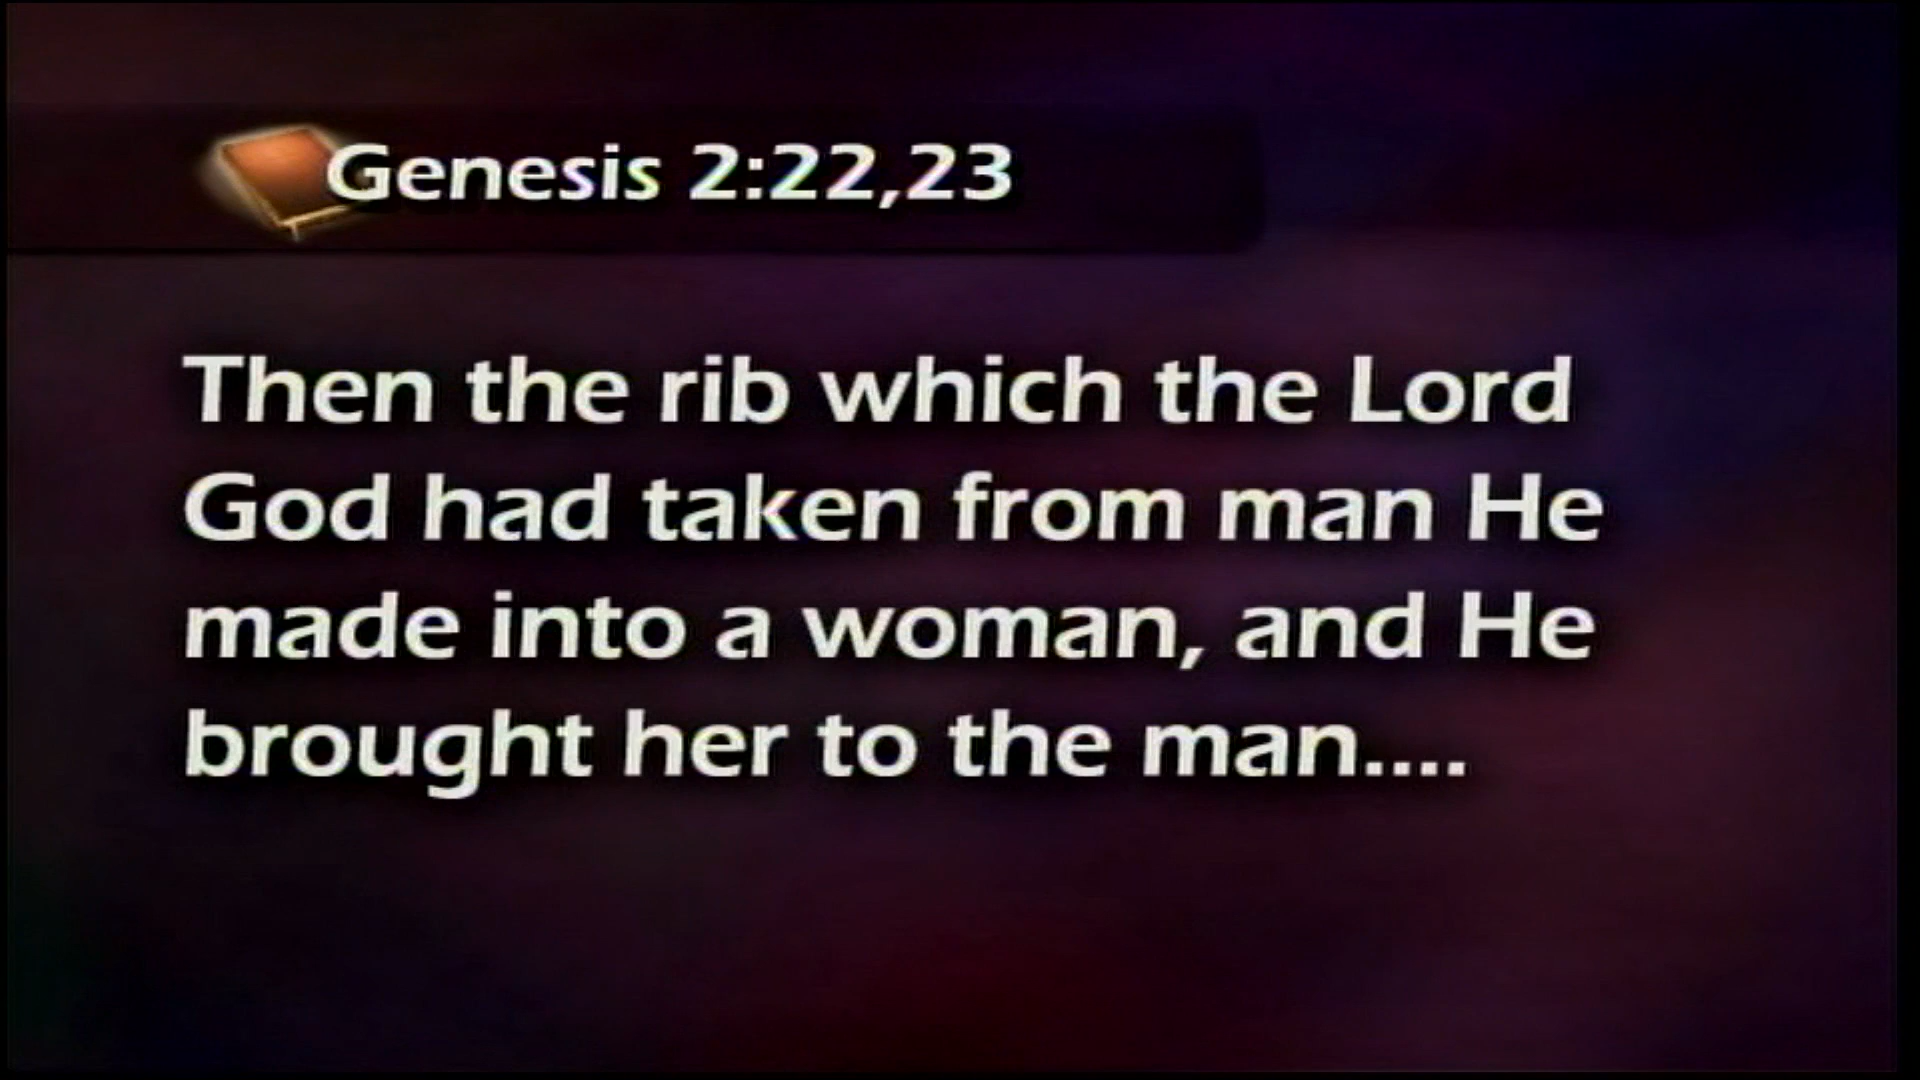 Genesis 2:22,23
Then the rib which the Lord
God had taken from man He
made into a woman, and He
brought her to the man....